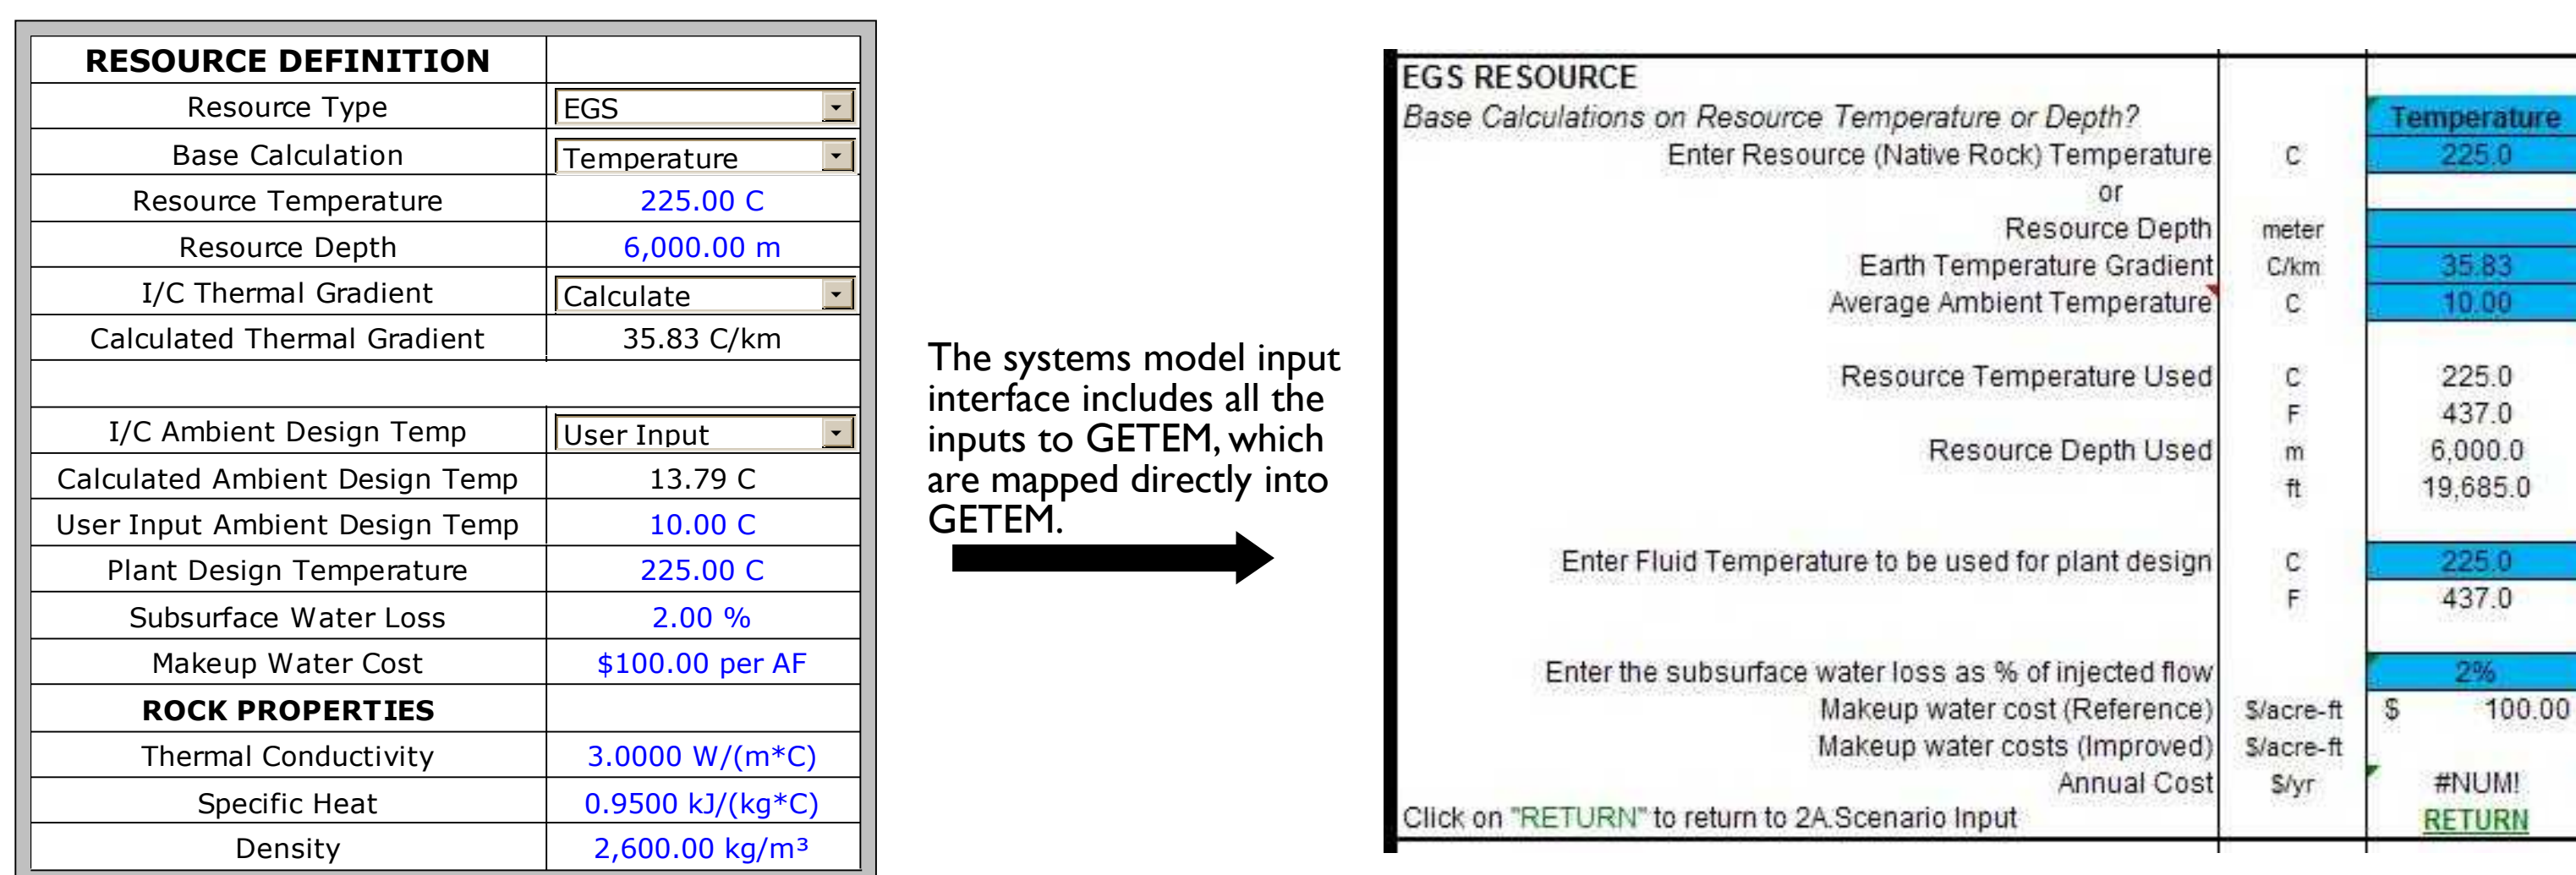 RESOURCE DEFINITION
Resource Type EGS
Base Calculation Temperature
Resource Temperature 225.00 C
Resource Depth 6,000.00 m
I/C Thermal Gradient Calculate
Calculated Thermal Gradient 35.83 C/km
I/C Ambient Design Temp User Input
Calculated Ambient Design Temp 13.79 C
User Input Ambient Design Temp 10.00 C
Plant Design Temperature 225.00 C
Subsurface Water Loss 2.00 %
Makeup Water Cost $100.00 per AF
ROCK PROPERTIES
Thermal Conductivity 3.0000 W/(m*C)
Specific Heat 0.9500 kJ/(kg*C)
Density 2,600.00 kg/m³
The systems model input
interface includes all the
inputs to GETEM, which
are mapped directly into
GETEM.
EGS RESOURCE
Base Calculations on Resource Temperature or Depth? Temperature
Enter Resource (Native Rock) Temperature C 225.0
or
Resource Depth meter
Earth Temperature Gradient C/km 35.83
Average Ambient Temperature C 10.00
Resource Temperature Used C 225.0
F 437.0
Resource Depth Used m 6,000.0
ft 19,685.0
Enter Fluid Temperature to be used for plant design C 225.0
F 437.0
Enter the subsurface water loss as % of injected flow 2%
Makeup water cost (Reference) $/acre-ft $ 100.00
Makeup water costs (Improved) $/acre-ft
Annual Cost $/yr #NUM!
Click on "RETURN" to return to 2A.Scenario Input RETURN